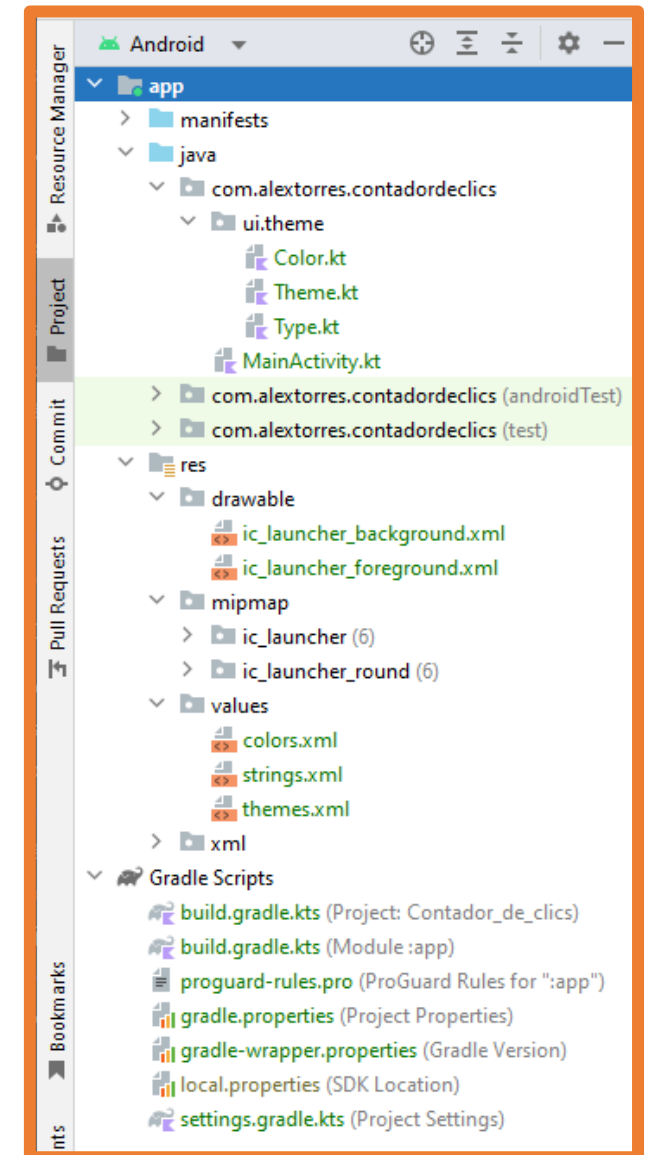 Android
app
manifests
java
com.alextorres.contadordeclics
ui.theme
Color.kt
Theme.kt
Type.kt
MainActivity.kt
com.alextorres.contadordeclics (androidTest)
com.alextorres.contadordeclics (test)
res
drawable
ic_launcher_background.xml
ic_launcher_foreground.xml
mipmap
ic_launcher (6)
ic_launcher_round (6)
values
colors.xml
strings.xml
themes.xml
xml
Gradle Scripts
build.gradle.kts (Project: Contador_de_clics)
build.gradle.kts (Module :app)
proguard-rules.pro (ProGuard Rules for ":app")
gradle.properties (Project Properties)
gradle-wrapper.properties (Gradle Version)
local.properties (SDK Location)
settings.gradle.kts (Project Settings)
Resource Manager
Project
Commit
Pull Requests
Bookmarks
nts